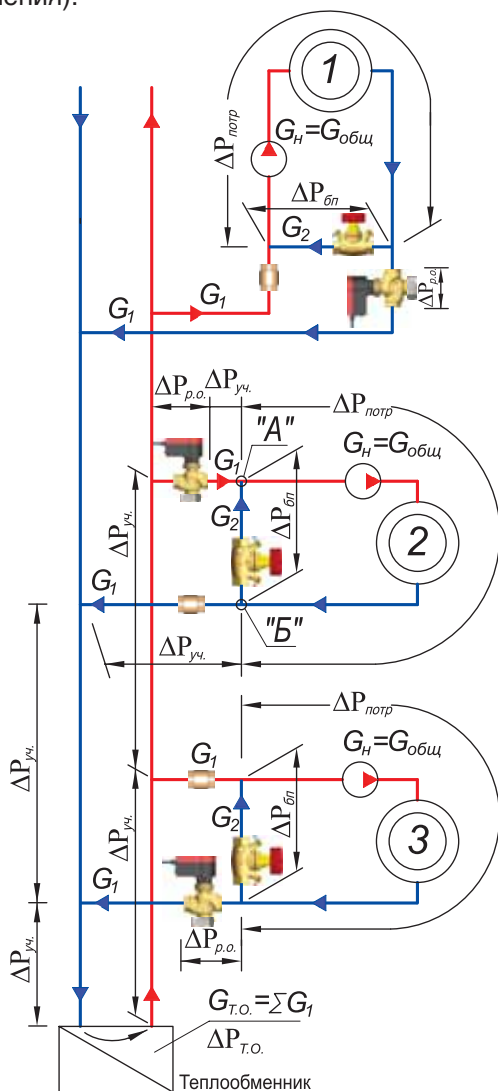 нения).
1
ΔPпотр
Gн=Gобщ
ΔPбп
G2
G1
G1
ΔPр.о.
ΔPр.о.
ΔPуч.
ΔPпотр
"А"
Gн=Gобщ
G1
G2
ΔPбп
2
ΔPуч.
G1
"Б"
ΔPуч.
ΔPпотр
G1
Gн=Gобщ
ΔPуч.
G2
ΔPбп
3
ΔPуч.
G1
ΔPр.о.
ΔPуч.
GТ.О.=ΣG1
ΔPТ.О.
Теплообменник